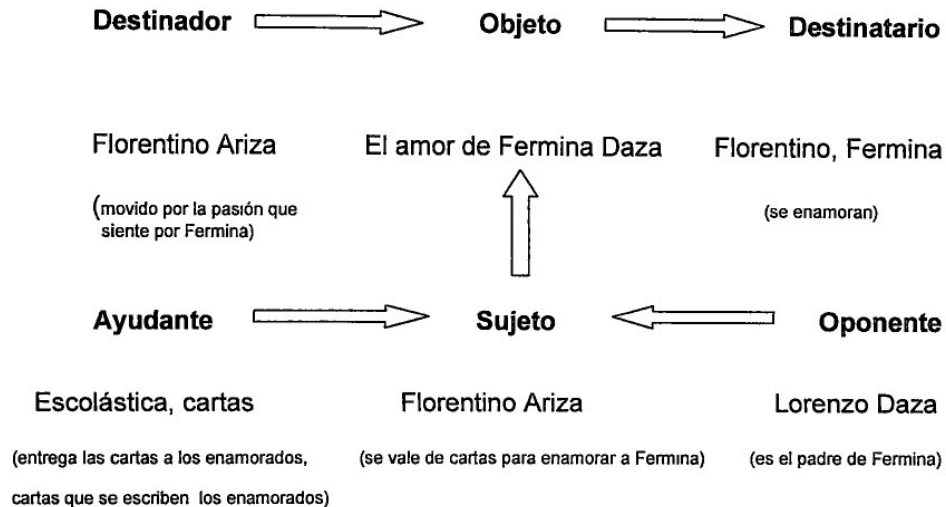 Destinador Objeto Destinatario
Florentino Ariza El amor de Fermina Daza Florentino, Fermina
(movido por la pasión que
siente por Fermina)
(se enamoran)
Ayudante Sujeto Oponente
Escolástica, cartas Florentino Ariza Lorenzo Daza
(entrega las cartas a los enamorados, (se vale de cartas para enamorar a Fermina) (es el padre de Fermina)
cartas que se escriben los enamorados)